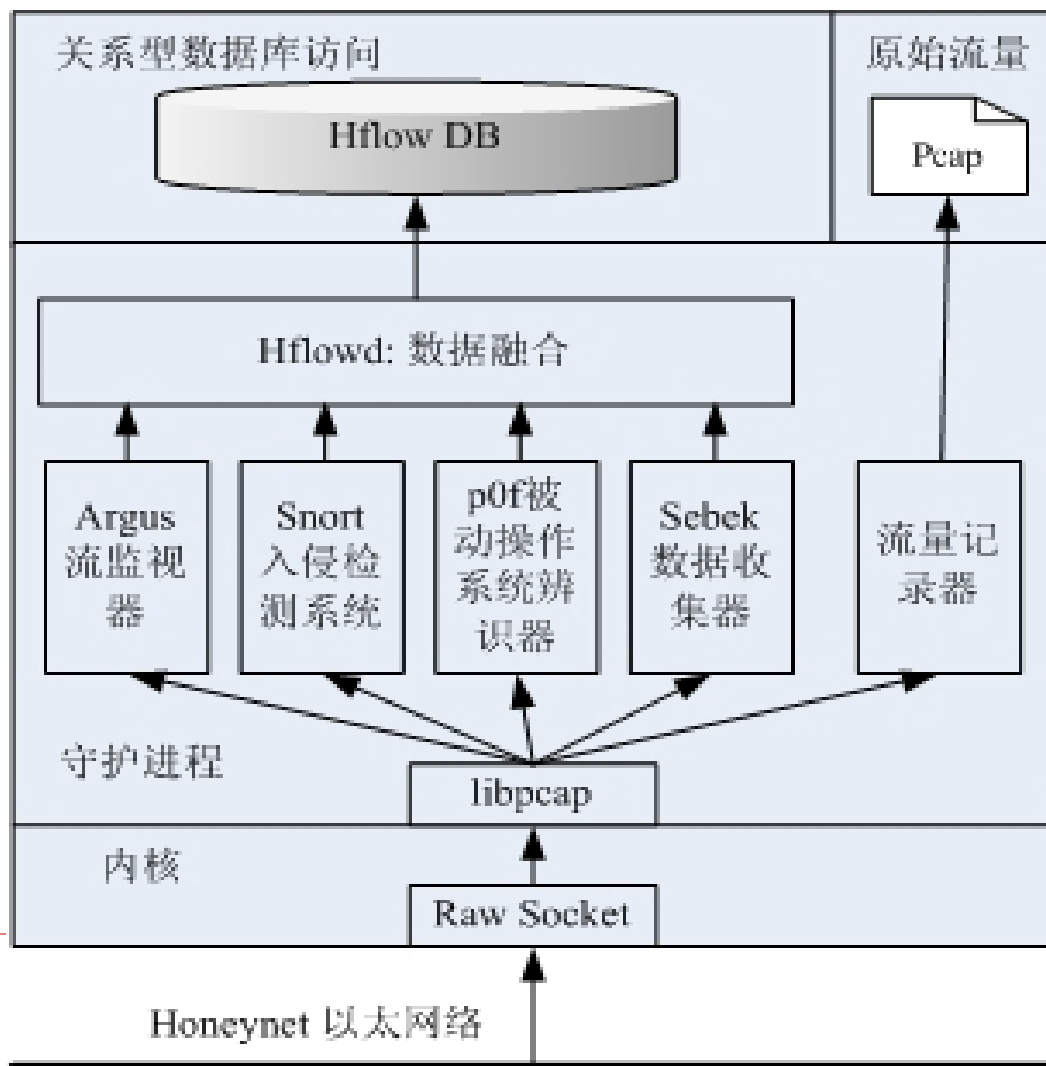 关系型数据库访问
原始流量
Hflow DB
Pcap
Hflowd: 数据融合
Argus
流监视
器
Snort
入侵检
测系统
p0f被
动操作
系统辨
识器
Sebek
数据收
集器
流量记
录器
守护进程
libpcap
内核
Raw Socket
Honeynet 以太网络